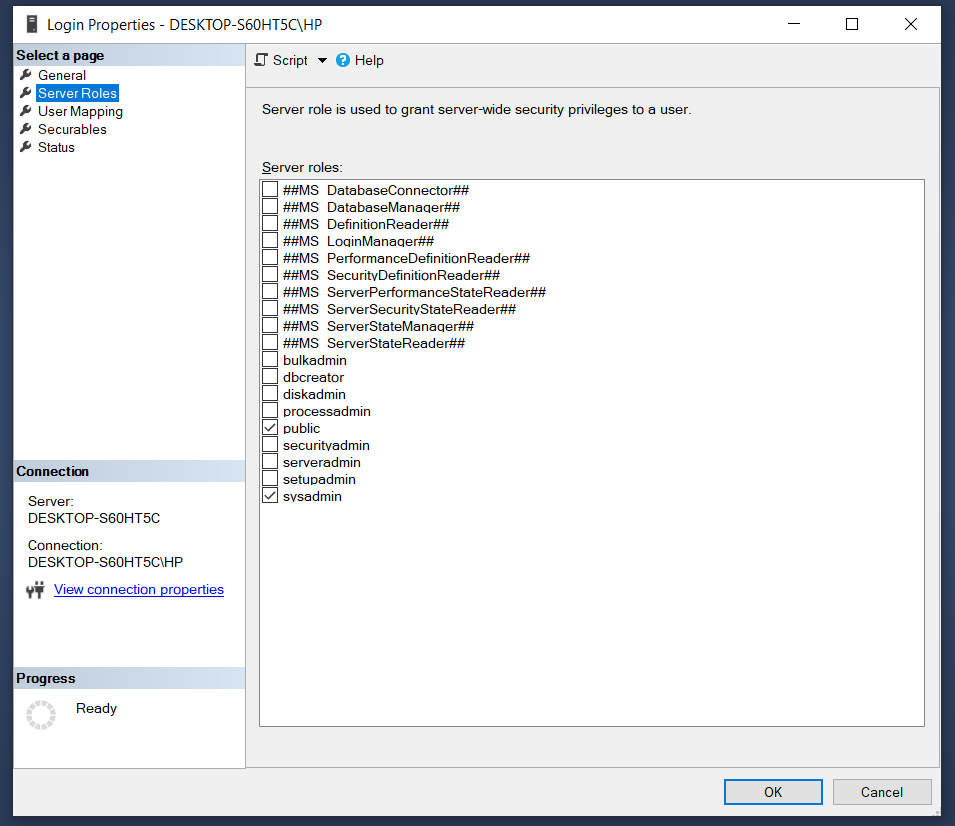 Login Properties - DESKTOP-S60HT5C\HP
Select a page
General
Server Roles
User Mapping
Securables
Status
Script
Help
Server role is used to grant server-wide security privileges to a user.
Server roles:
##MS_DatabaseConnector##
##MS_DatabaseManager##
##MS_DefinitionReader##
##MS_LoginManager##
##MS_PerformanceDefinitionReader##
##MS_SecurityDefinitionReader##
##MS_ServerPerformanceStateReader##
##MS_ServerSecurityStateReader##
##MS_ServerStateManager##
##MS_ServerStateReader##
bulkadmin
dbcreator
diskadmin
processadmin
public
securityadmin
serveradmin
setupadmin
sysadmin
Connection
Server:
DESKTOP-S60HT5C
Connection:
DESKTOP-S60HT5C\HP
View connection properties
Progress
Ready
OK
Cancel